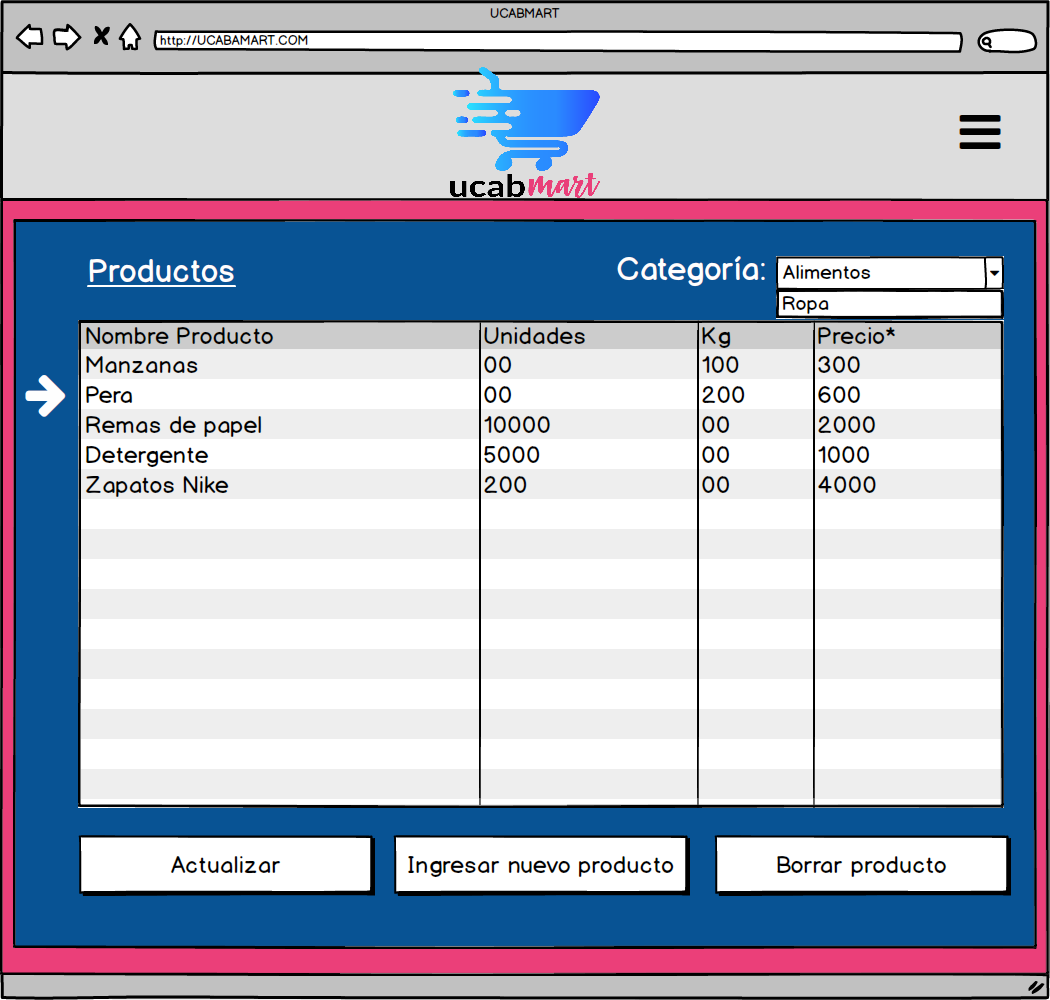 UCABMART
http://UCABAMART.COM
ucabmart
Productos
Categoría:
Alimentos
Ropa
Nombre Producto Unidades Kg Precio*
Manzanas 00 100 300
Pera 00 200 600
Remas de papel 10000 00 2000
Detergente 5000 00 1000
Zapatos Nike 200 00 4000
Actualizar
Ingresar nuevo producto
Borrar producto